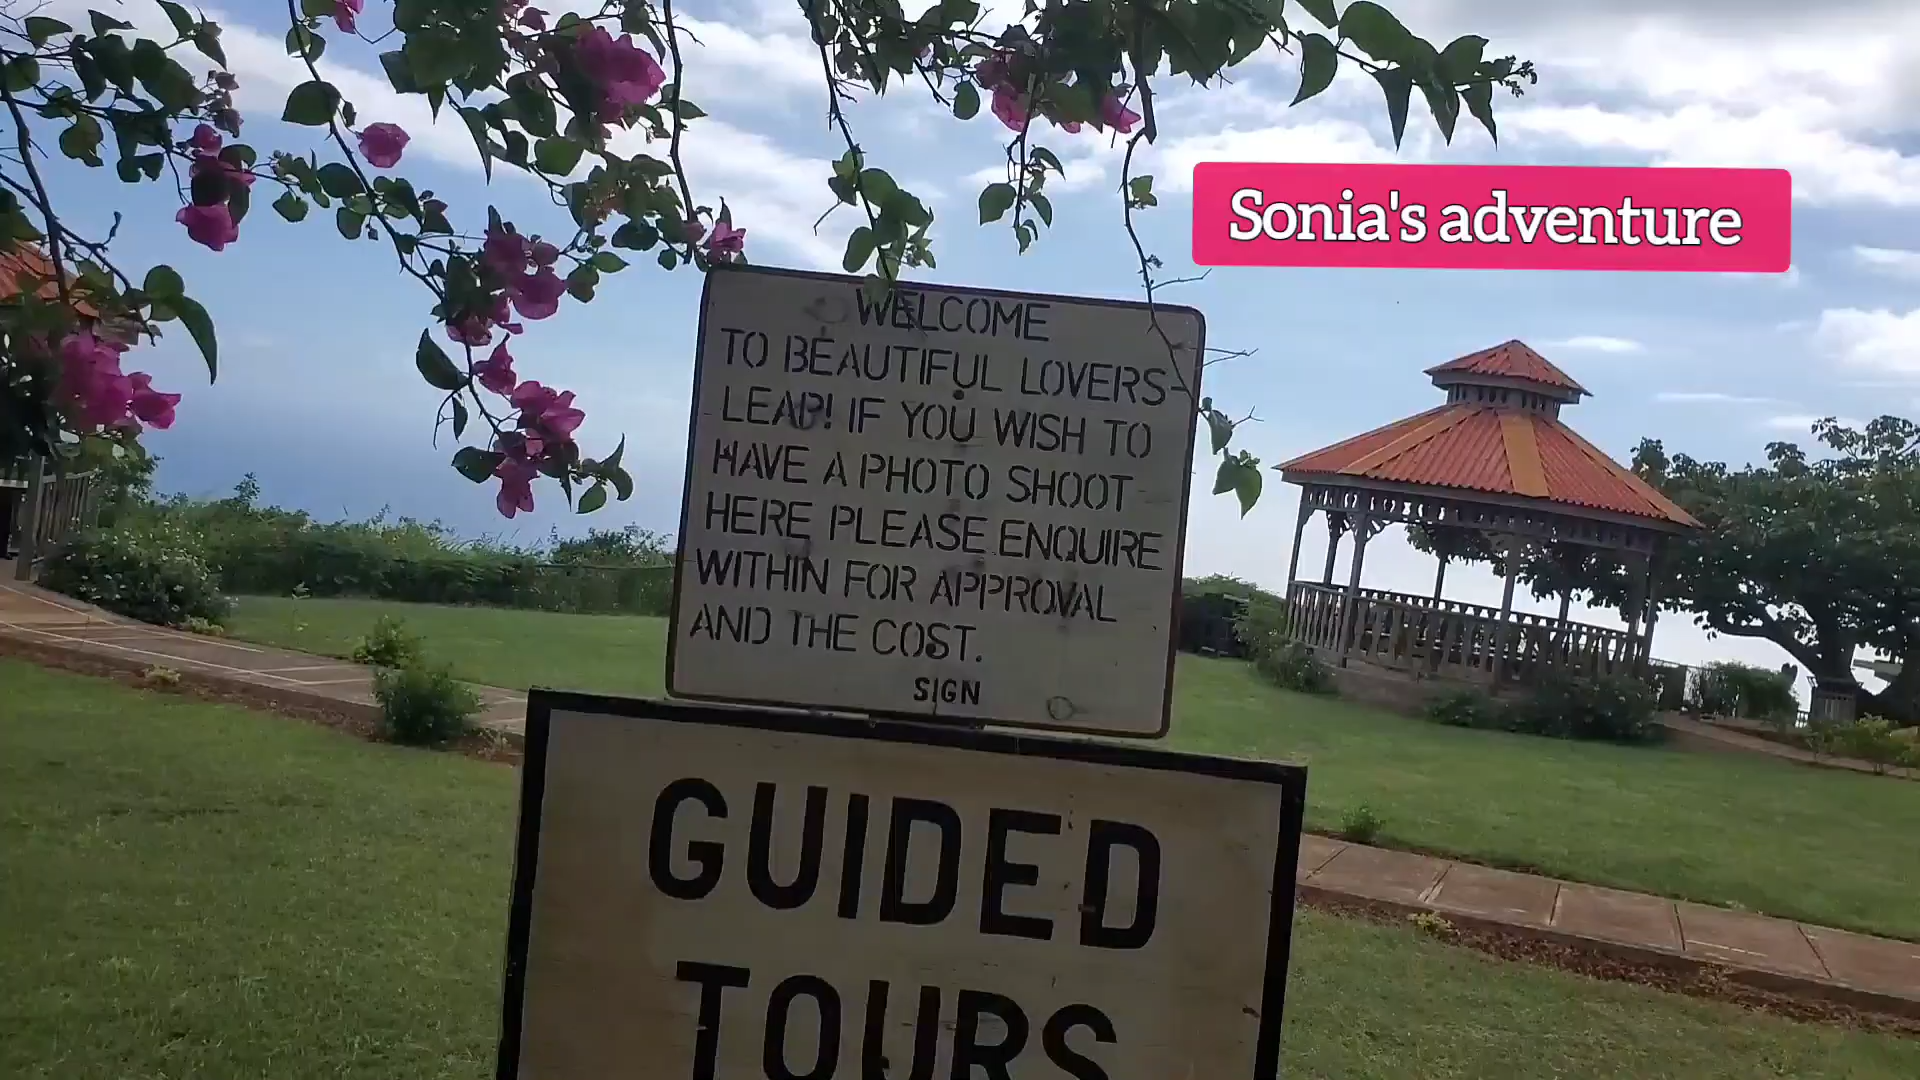 Sonia's adventure
WELCOME
TO BEAUTIFUL LOVERS-
LEAP! IF YOU WISH TO
HAVE A PHOTO SHOOT
HERE PLEASE ENQUIRE
WITHIN FOR APPROVAL
AND THE COST.
SIGN
GUIDED
TOURS